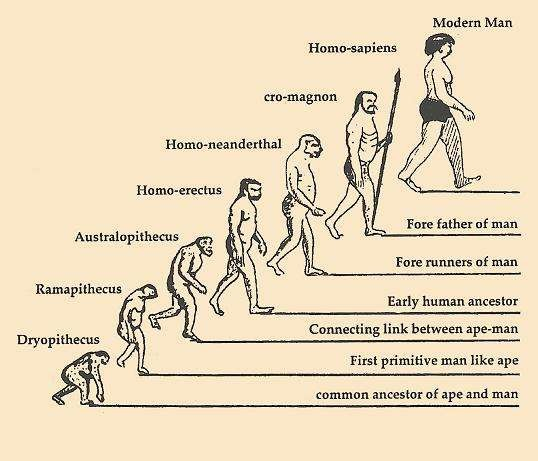 Modern Man
Homo-sapiens
cro-magnon
Homo-neanderthal
Homo-erectus
Fore father of man
Australopithecus
Fore runners of man
Ramapithecus
Early human ancestor
Connecting link between ape-man
Dryopithecus
First primitive man like ape
common ancestor of ape and man